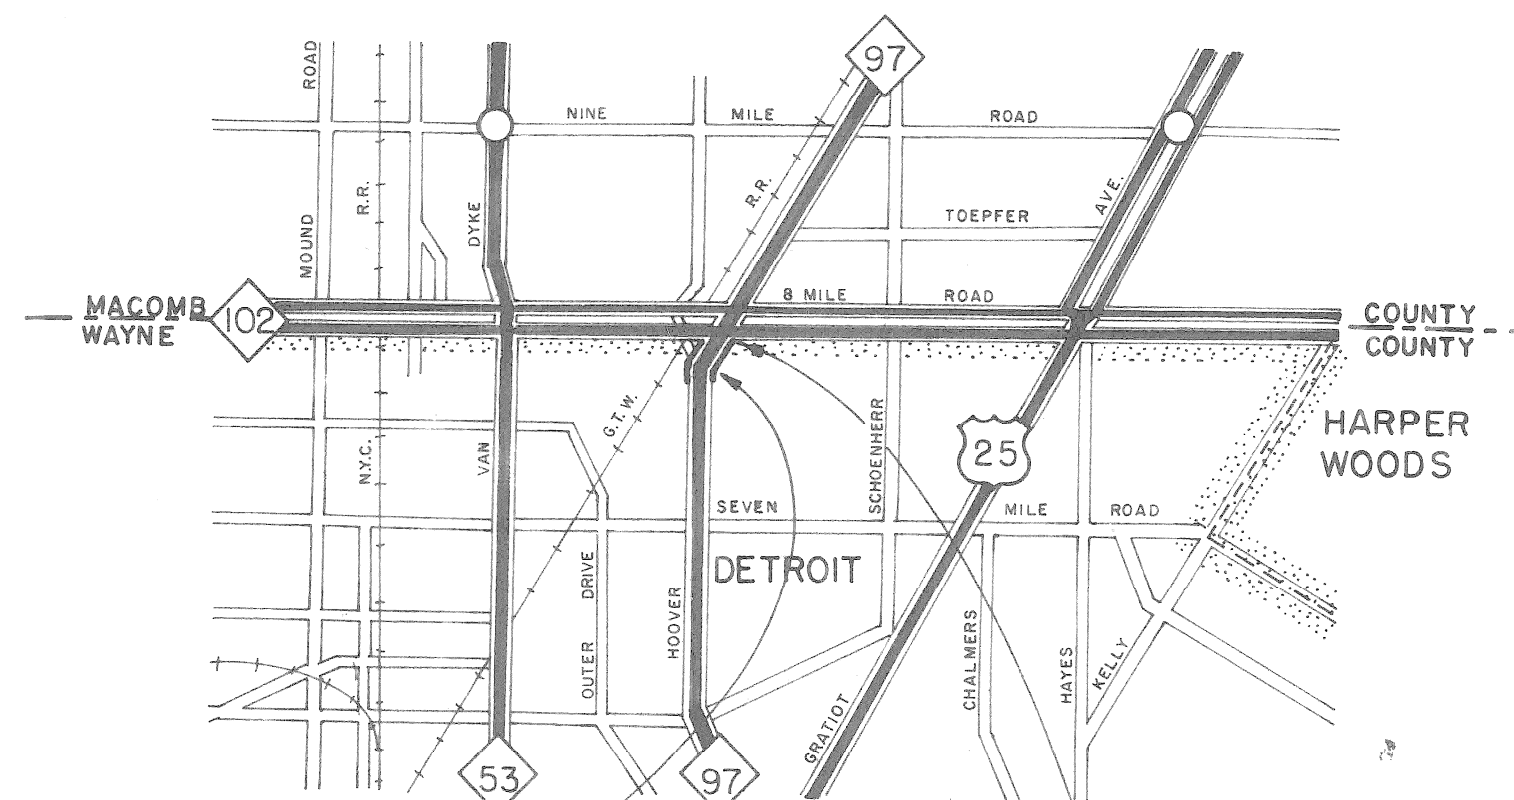 97
ROAD
NINE MILE ROAD
R.R.
R.R.
DYKE
MOUND
AVE.
TOEPFER
8 MILE ROAD
MACOMB
COUNTY
102
WAYNE
COUNTY
G.T.W.
SCHOENHERR
HARPER
WOODS
25
N.Y.C.
VAN
SEVEN MILE ROAD
DETROIT
DRIVE
HOOVER
OUTER
CHALMERS
HAYES
KELLY
GRATIOT
53
97